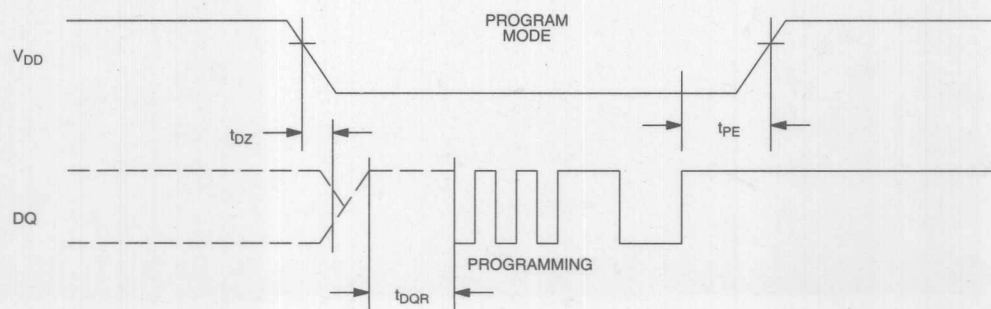 PROGRAM
MODE
VDD
tDZ
tPE
DQ
PROGRAMMING
tDQR